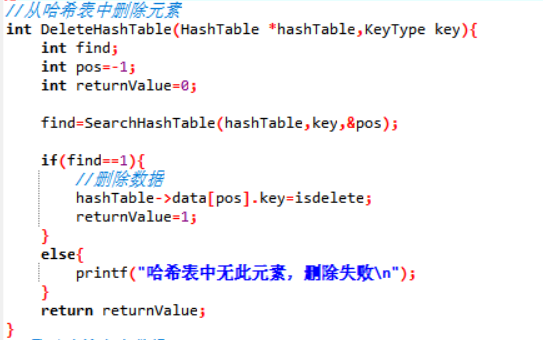 //从哈希表中删除元素
int DeleteHashTable(HashTable *hashTable,KeyType key){
int find;
int pos=-1;
int returnValue=0;
find=SearchHashTable(hashTable,key,&pos);
if(find==1){
//删除数据
hashTable->data[pos].key=isdelete;
returnValue=1;
}
else{
printf("哈希表中无此元素，删除失败\n");
}
return returnValue;
}